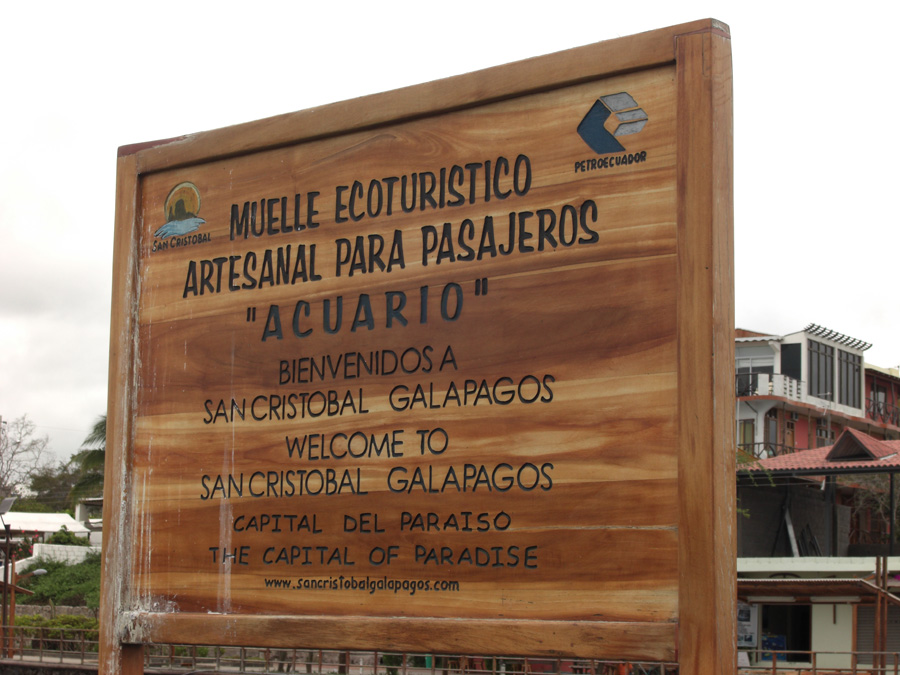 PETROECUADOR
SAN CRISTOBAL
MUELLE ECOTURISTICO
ARTESANAL PARA PASAJEROS
"ACUARIO"
BIENVENIDOS A
SAN CRISTOBAL GALAPAGOS
WELCOME TO
SAN CRISTOBAL GALAPAGOS
CAPITAL DEL PARAISO
THE CAPITAL OF PARADISE
www.sancristobalgalapagos.com